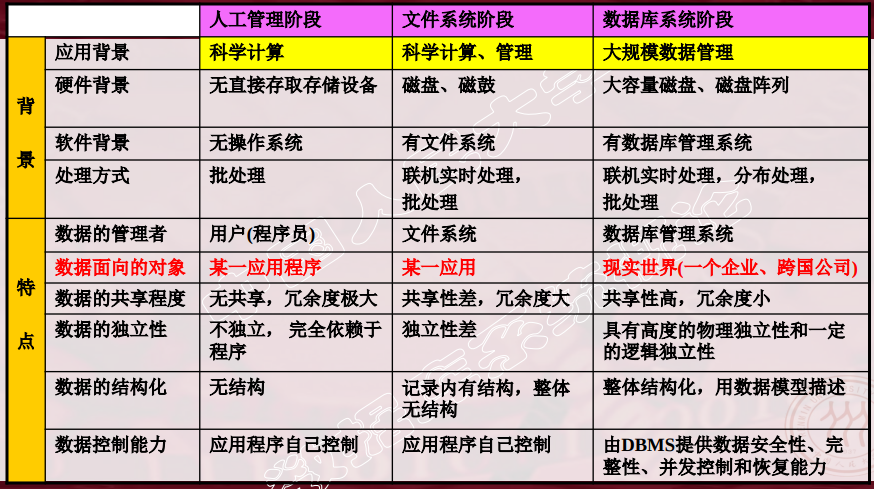 人工管理阶段 文件系统阶段 数据库系统阶段
背景
应用背景 科学计算 科学计算、管理 大规模数据管理
硬件背景 无直接存取存储设备 磁盘、磁鼓 大容量磁盘、磁盘阵列
软件背景 无操作系统 有文件系统 有数据库管理系统
处理方式 批处理 联机实时处理， 联机实时处理，分布处理，
批处理 批处理
特点
数据的管理者 用户(程序员) 文件系统 数据库管理系统
数据面向的对象 某一应用程序 某一应用 现实世界(一个企业、跨国公司)
数据的共享程度 无共享，冗余度极大 共享性差，冗余度大 共享性高，冗余度小
数据的独立性 不独立， 完全依赖于 独立性差 具有高度的物理独立性和一定
程序 的逻辑独立性
数据的结构化 无结构 记录内有结构，整体 整体结构化，用数据模型描述
无结构
数据控制能力 应用程序自己控制 应用程序自己控制 由DBMS提供数据安全性、完
整性、并发控制和恢复能力